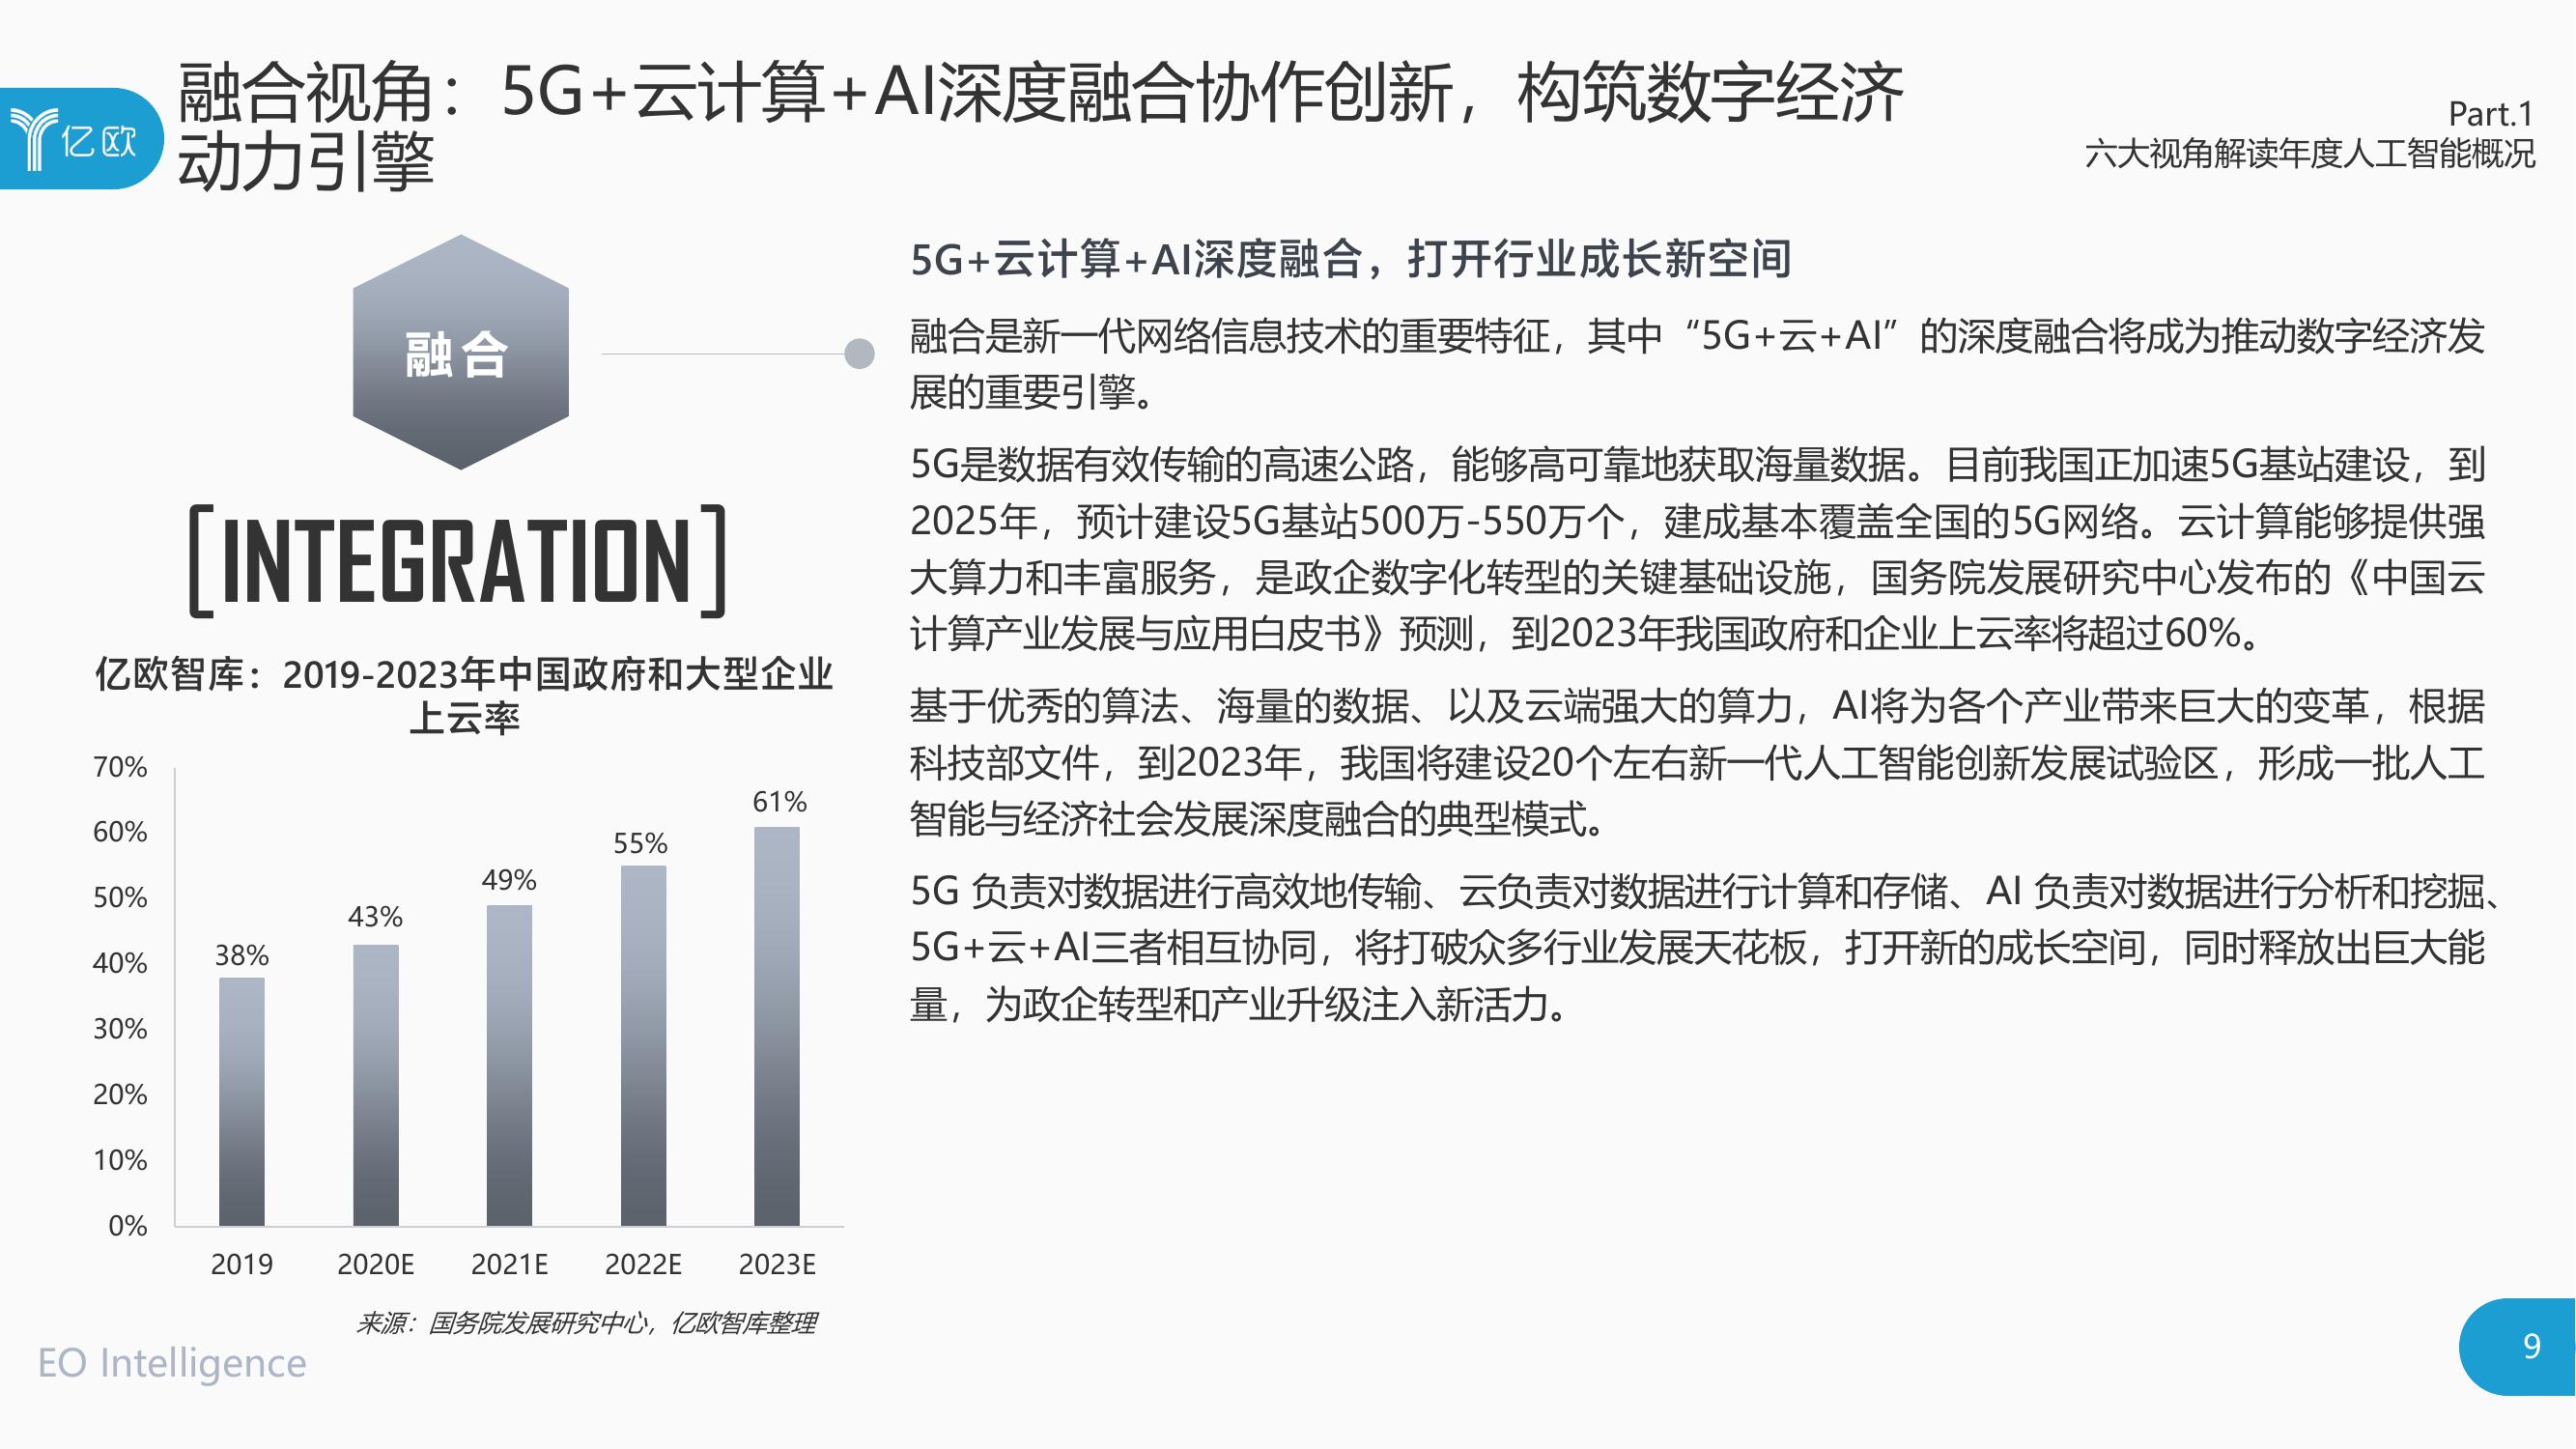 亿欧
融合视角：5G+云计算+AI深度融合协作创新，构筑数字经济
动力引擎
Part.1
六大视角解读年度人工智能概况
融合
[INTEGRATION]
亿欧智库：2019-2023年中国政府和大型企业
上云率
70%
60%
50%
40%
30%
20%
10%
0%
38%
43%
49%
55%
61%
2019
2020E
2021E
2022E
2023E
来源：国务院发展研究中心，亿欧智库整理
5G+云计算+AI深度融合，打开行业成长新空间
融合是新一代网络信息技术的重要特征，其中“5G+云+AI”的深度融合将成为推动数字经济发
展的重要引擎。
5G是数据有效传输的高速公路，能够高可靠地获取海量数据。目前我国正加速5G基站建设，到
2025年，预计建设5G基站500万-550万个，建成基本覆盖全国的5G网络。云计算能够提供强
大算力和丰富服务，是政企数字化转型的关键基础设施，国务院发展研究中心发布的《中国云
计算产业发展与应用白皮书》预测，到2023年我国政府和企业上云率将超过60%。
基于优秀的算法、海量的数据、以及云端强大的算力，AI将为各个产业带来巨大的变革，根据
科技部文件，到2023年，我国将建设20个左右新一代人工智能创新发展试验区，形成一批人工
智能与经济社会发展深度融合的典型模式。
5G 负责对数据进行高效地传输、云负责对数据进行计算和存储、AI 负责对数据进行分析和挖掘、
5G+云+AI三者相互协同，将打破众多行业发展天花板，打开新的成长空间，同时释放出巨大能
量，为政企转型和产业升级注入新活力。
EO Intelligence
9